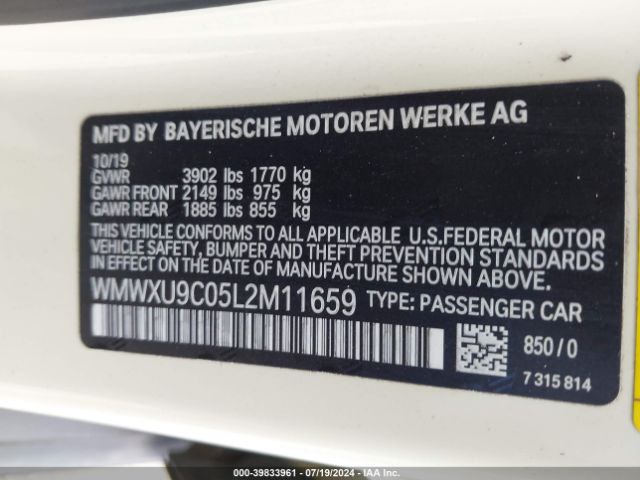 MFD BY BAYERISCHE MOTOREN WERKE AG
10/19
GVWR 3902 lbs 1770 kg
GAWR FRONT 2149 lbs 975 kg
GAWR REAR 1885 lbs 855 kg
THIS VEHICLE CONFORMS TO ALL APPLICABLE U.S.FEDERAL MOTOR
VEHICLE SAFETY, BUMPER AND THEFT PREVENTION STANDARDS
IN EFFECT ON THE DATE OF MANUFACTURE SHOWN ABOVE.
WMWXU9C05L2M11659 TYPE: PASSENGER CAR
850/0
7 315 814
000-39833961 - 07/19/2024 - IAA Inc.